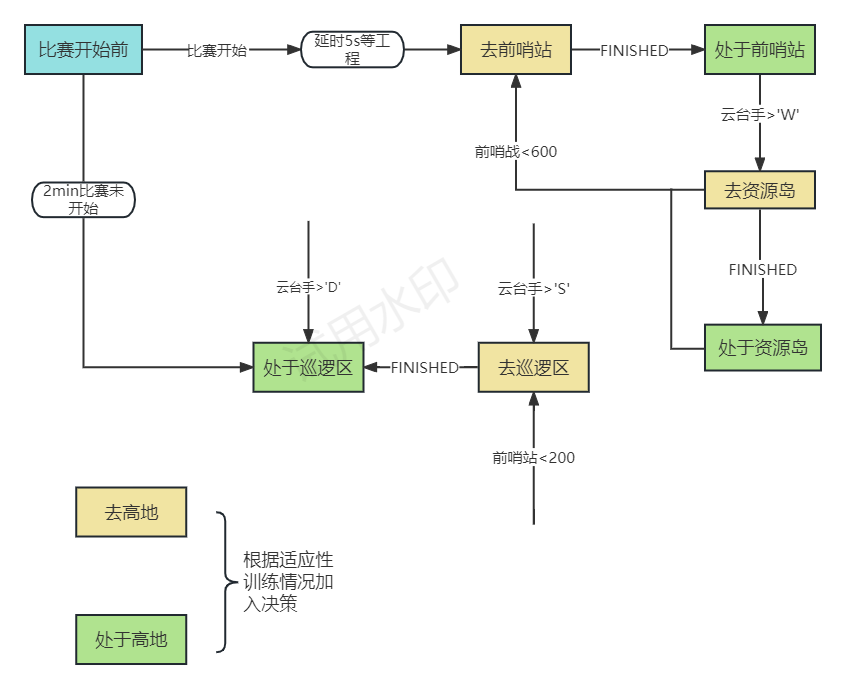 比赛开始前
比赛开始
延时5s等工
程
去前哨站
FINISHED
处于前哨站
云台手>'W'
前哨战<600
2min比赛未
开始
去资源岛
FINISHED
云台手>'D'
云台手>'S'
处于资源岛
处于巡逻区
FINISHED
去巡逻区
试用水印
前哨站<200
去高地
根据适应性
训练情况加
入决策
处于高地